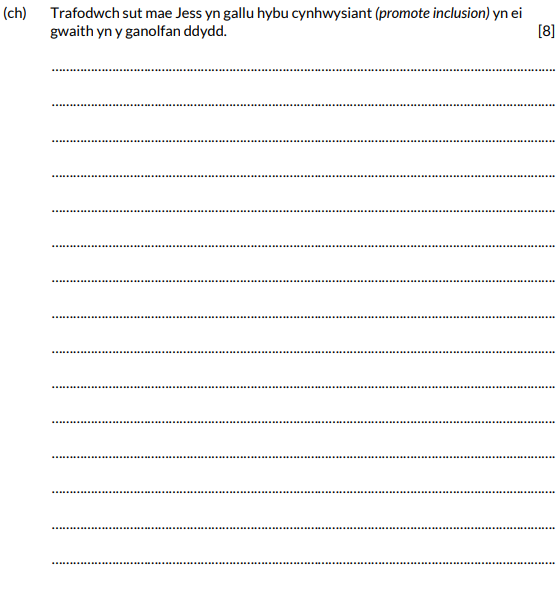 (ch) Trafodwch sut mae Jess yn gallu hybu cynhwysiant (promote inclusion) yn ei
gwaith yn y ganolfan ddydd. [8]